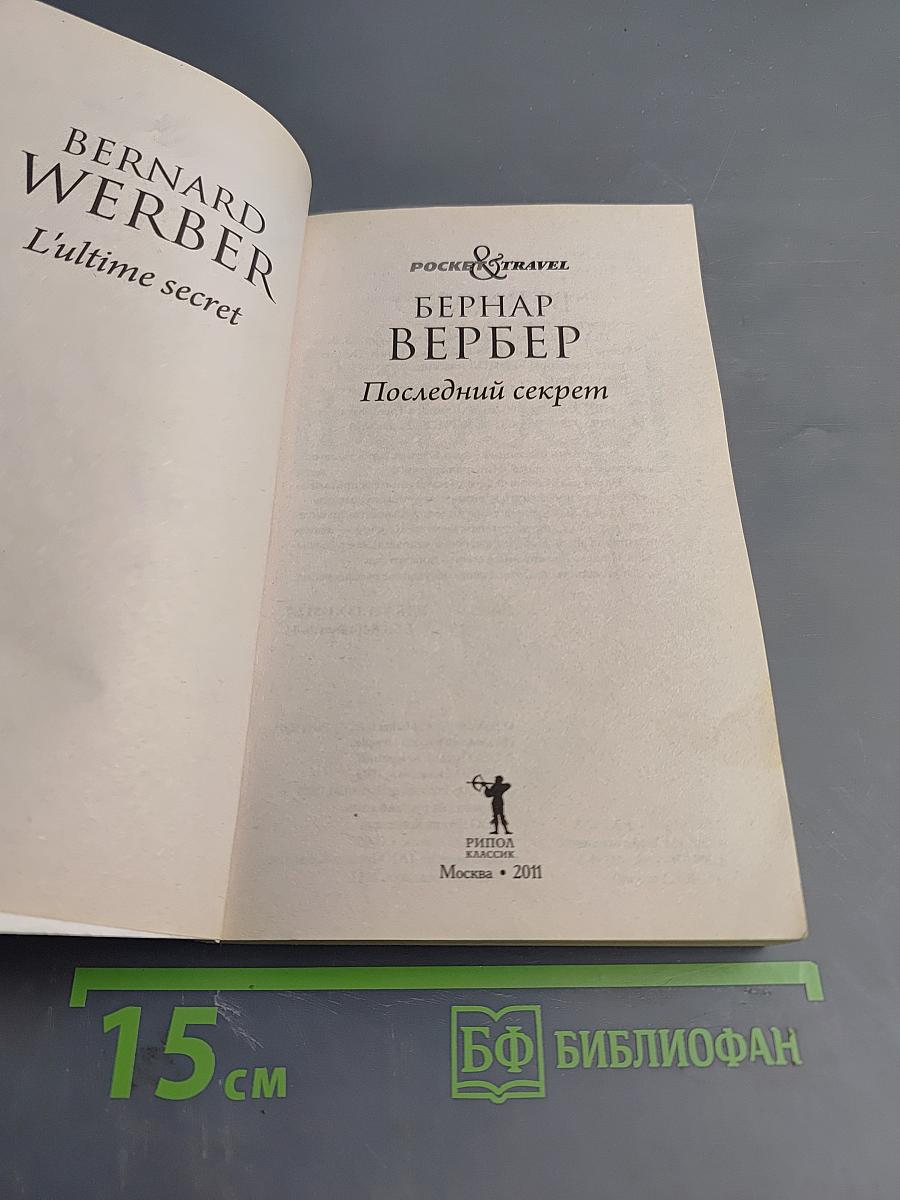 BERNARD
WERBER
L'ultime secret
POCKET&TRAVEL
БЕРНАР
ВЕРБЕР
Последний секрет
РИПОЛ
КЛАССИК
Москва • 2011
15 см
БФ БИБЛИОФАН